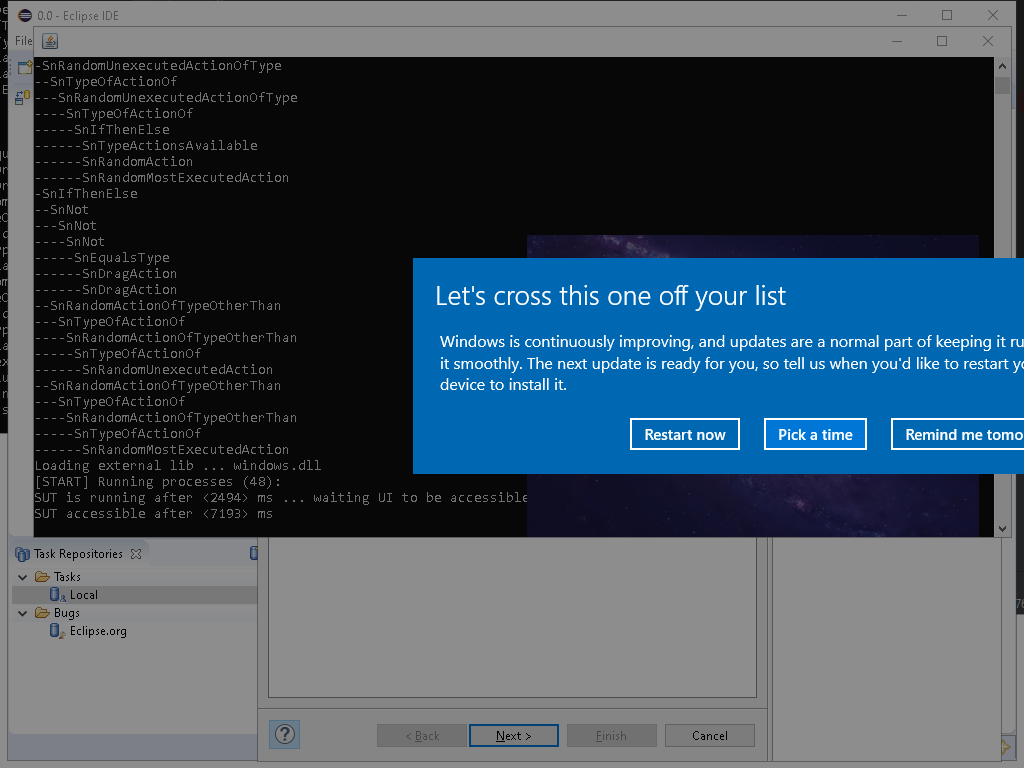 0.0 - Eclipse IDE
File
-SnRandomUnexecutedActionOfType
--SnTypeOfActionOf
---SnRandomUnexecutedActionOfType
----SnTypeOfActionOf
-----SnIfThenElse
------SnTypeActionsAvailable
------SnRandomAction
------SnRandomMostExecutedAction
-SnIfThenElse
--SnNot
---SnNot
----SnNot
-----SnEqualsType
------SnDragAction
------SnDragAction
--SnRandomActionOfTypeOtherThan
---SnTypeOfActionOf
----SnRandomActionOfTypeOtherThan
-----SnTypeOfActionOf
------SnRandomUnexecutedAction
--SnRandomActionOfTypeOtherThan
---SnTypeOfActionOf
----SnRandomActionOfTypeOtherThan
-----SnTypeOfActionOf
------SnRandomMostExecutedAction
Loading external lib ... windows.dll
[START] Running processes (48):
SUT is running after <2494> ms ... waiting UI to be accessible
SUT accessible after <7193> ms
Let's cross this one off your list
Windows is continuously improving, and updates are a normal part of keeping it ru
it smoothly. The next update is ready for you, so tell us when you'd like to restart yo
device to install it.
Restart now
Pick a time
Remind me tomo
Task Repositories
Tasks
Local
Bugs
Eclipse.org
?
< Back
Next >
Finish
Cancel